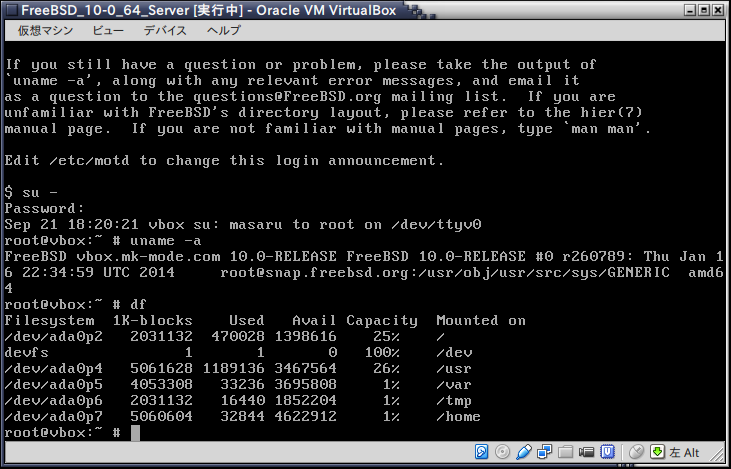 FreeBSD_10-0_64_Server [実行中] - Oracle VM VirtualBox
仮想マシン ビュー デバイス ヘルプ
If you still have a question or problem, please take the output of
`uname -a', along with any relevant error messages, and email it
as a question to the questions@FreeBSD.org mailing list.  If you are
unfamiliar with FreeBSD's directory layout, please refer to the hier(7)
manual page.  If you are not familiar with manual pages, type `man man'.
Edit /etc/motd to change this login announcement.
$ su -
Password:
Sep 21 18:20:21 vbox su: masaru to root on /dev/ttyv0
root@vbox:~ # uname -a
FreeBSD vbox.mk-mode.com 10.0-RELEASE FreeBSD 10.0-RELEASE #0 r260789: Thu Jan 1
6 22:34:59 UTC 2014     root@snap.freebsd.org:/usr/obj/usr/src/sys/GENERIC  amd6
4
root@vbox:~ # df
Filesystem  1K-blocks    Used   Avail Capacity  Mounted on
/dev/ada0p2   2031132  470028 1398616    25%    /
devfs               1       1       0   100%    /dev
/dev/ada0p4   5061628 1189136 3467564    26%    /usr
/dev/ada0p5   4053308   33236 3695808     1%    /var
/dev/ada0p6   2031132   16440 1852204     1%    /tmp
/dev/ada0p7   5060604   32844 4622912     1%    /home
root@vbox:~ #
左 Alt